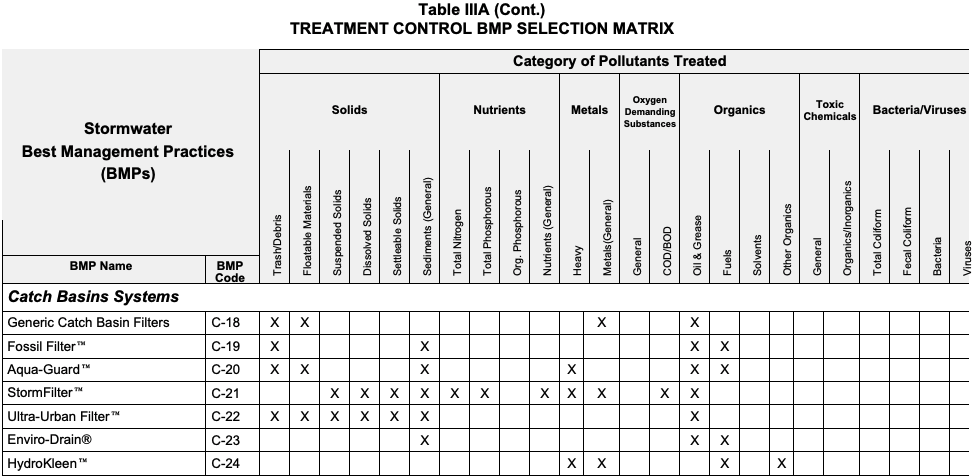 Table IIIA (Cont.)
TREATMENT CONTROL BMP SELECTION MATRIX
Category of Pollutants Treated
Stormwater
Best Management Practices
(BMPs)
Solids
Nutrients
Metals
Oxygen
Demanding
Substances
Organics
Toxic
Chemicals
Bacteria/Viruses
BMP Name
BMP
Code
Trash/Debris
Floatable Materials
Suspended Solids
Dissolved Solids
Settleable Solids
Sediments (General)
Total Nitrogen
Total Phosphorous
Org. Phosphorous
Nutrients (General)
Heavy
Metals(General)
General
COD/BOD
Oil & Grease
Fuels
Solvents
Other Organics
General
Organics/Inorganics
Total Coliform
Fecal Coliform
Bacteria
Viruses
Catch Basins Systems
Generic Catch Basin Filters C-18 X X X X
Fossil Filter™ C-19 X X X X
Aqua-Guard™ C-20 X X X X X X
StormFilter™ C-21 X X X X X X X X X X X
Ultra-Urban Filter™ C-22 X X X X X X X
Enviro-Drain® C-23 X X X
HydroKleen™ C-24 X X X X